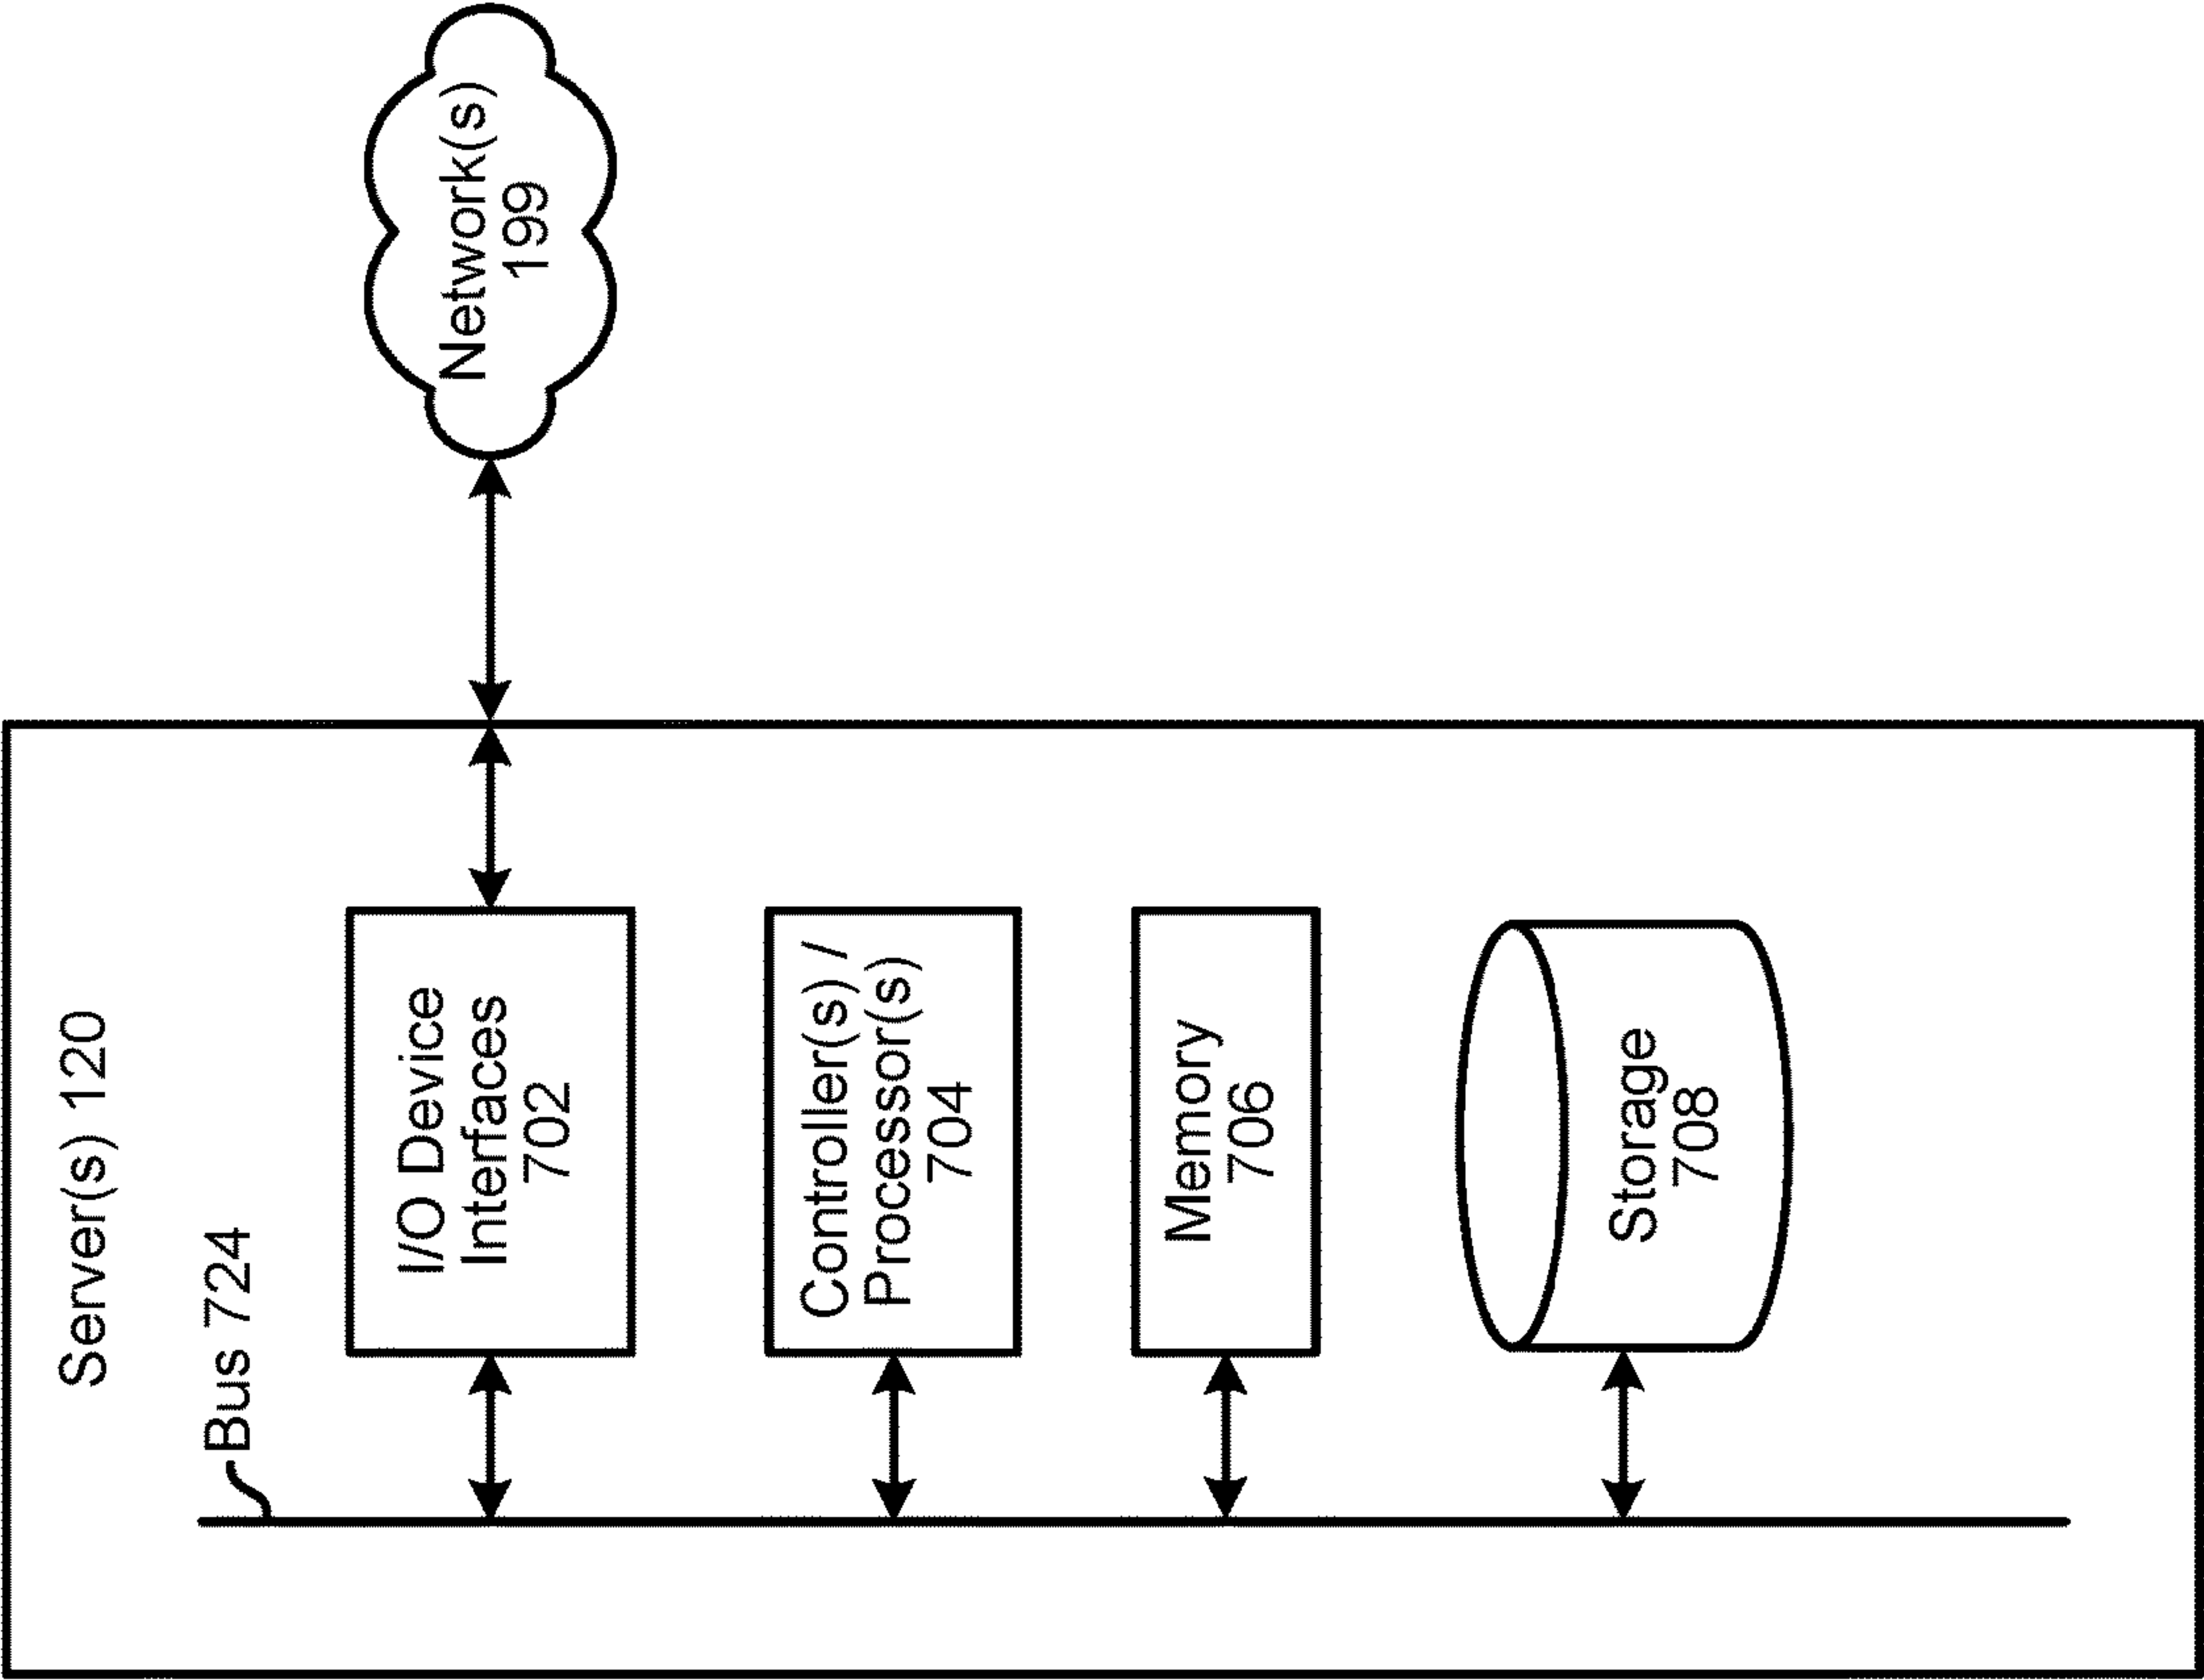 Server(s) 120
Bus 724
I/O Device
Interfaces
702
Network(s)
199
Controller(s) /
Processor(s)
704
Memory
706
Storage
708